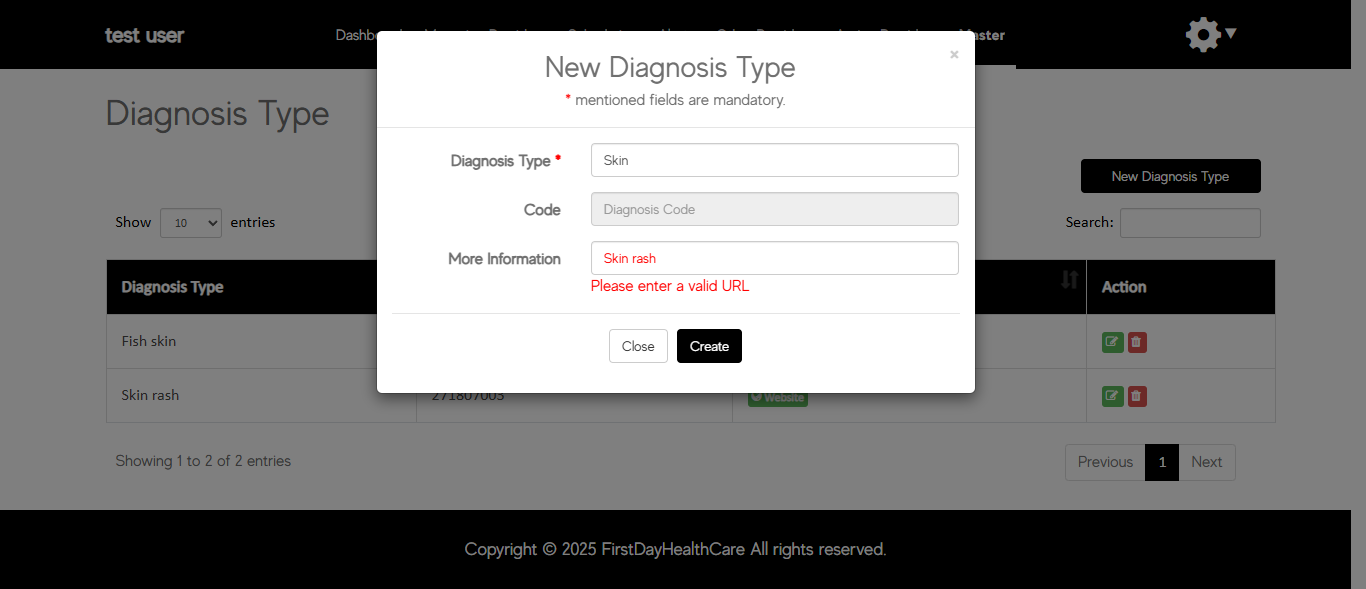 test user
Master
New Diagnosis Type
* mentioned fields are mandatory.
×
Diagnosis Type
New Diagnosis Type
Diagnosis Type *
Skin
Code
Diagnosis Code
More Information
Skin rash
Please enter a valid URL
Close
Create
Show 10 entries
Search:
Diagnosis Type
Action
Fish skin
Skin rash
271807003
Website
Showing 1 to 2 of 2 entries
Previous 1 Next
Copyright © 2025 FirstDayHealthCare All rights reserved.